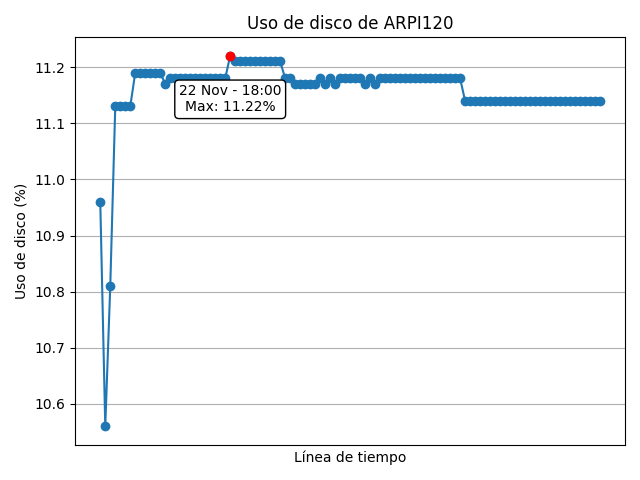 Uso de disco de ARPI120
Uso de disco (%)
11.2
11.1
11.0
10.9
10.8
10.7
10.6
22 Nov - 18:00
Max: 11.22%
Línea de tiempo